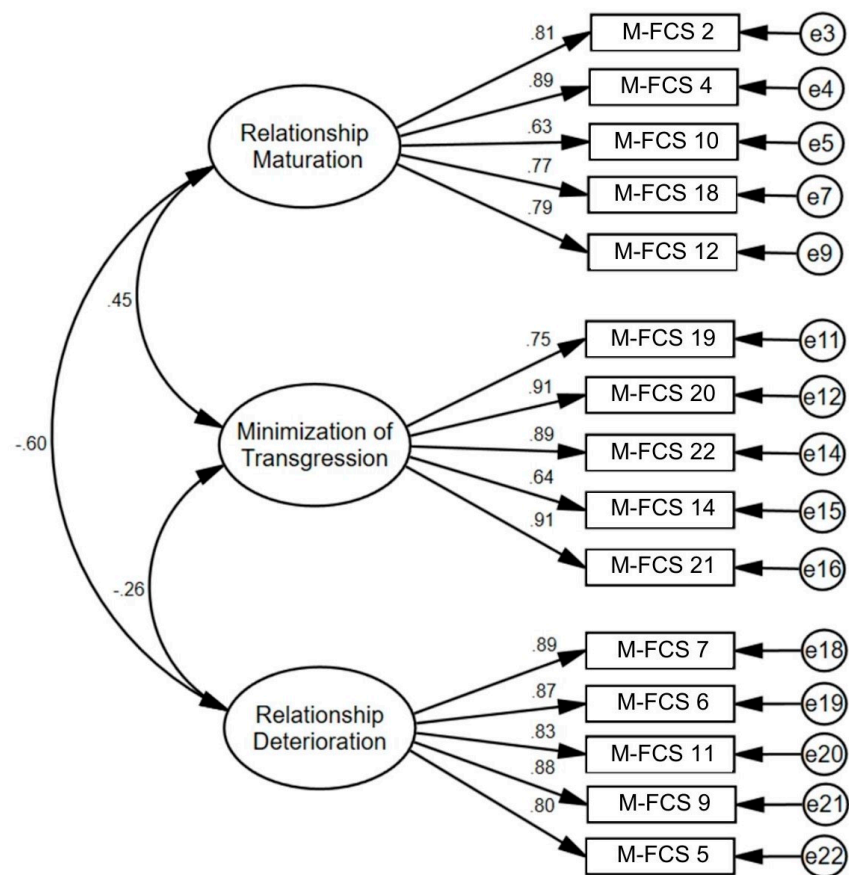 .81
M-FCS 2
e3
.89
M-FCS 4
e4
Relationship
Maturation
.63
M-FCS 10
e5
.77
M-FCS 18
e7
.79
M-FCS 12
e9
.45
.75
M-FCS 19
e11
.91
M-FCS 20
e12
Minimization of
Transgression
.89
M-FCS 22
e14
.64
M-FCS 14
e15
.91
M-FCS 21
e16
-.60
-.26
.89
M-FCS 7
e18
.87
M-FCS 6
e19
Relationship
Deterioration
.83
M-FCS 11
e20
.88
M-FCS 9
e21
.80
M-FCS 5
e22